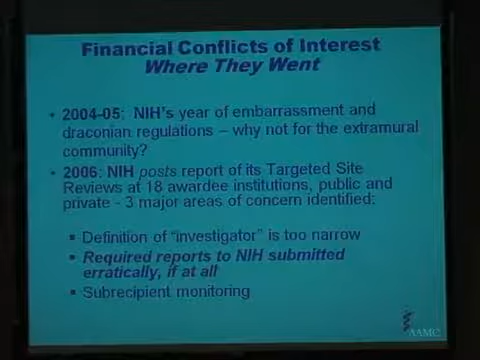 Financial Conflicts of Interest
Where They Went
• 2004-05: NIH's year of embarrassment and
draconian regulations – why not for the extramural
community?
• 2006: NIH posts report of its Targeted Site
Reviews at 18 awardee institutions, public and
private - 3 major areas of concern identified:
▪ Definition of "investigator" is too narrow
▪ Required reports to NIH submitted
erratically, if at all
▪ Subrecipient monitoring
AAMC